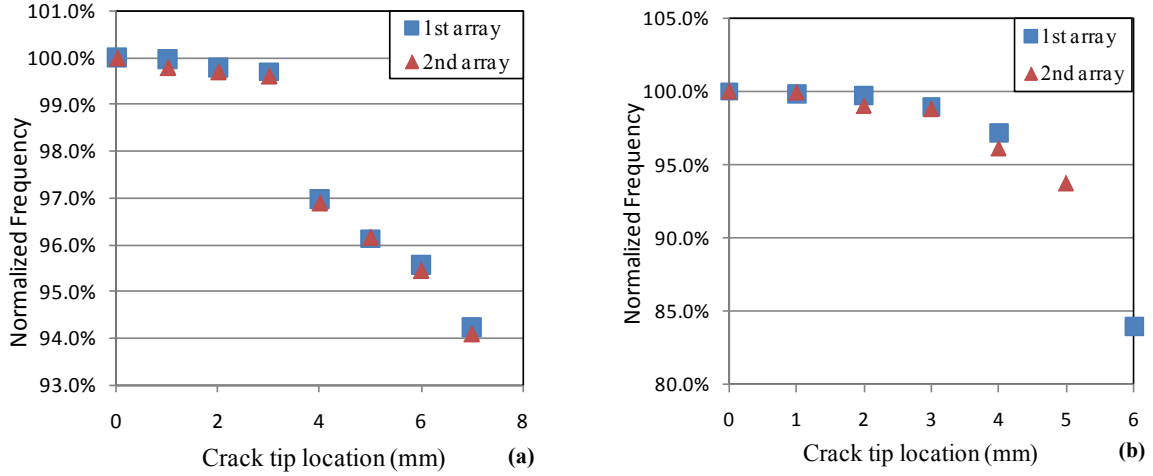 101.0%
100.0%
99.0%
98.0%
97.0%
96.0%
95.0%
94.0%
93.0%
Normalized Frequency
1st array
2nd array
0 2 4 6 8
Crack tip location (mm)
(a)
105.0%
100.0%
95.0%
90.0%
85.0%
80.0%
Normalized Frequency
1st array
2nd array
0 1 2 3 4 5 6
Crack tip location (mm)
(b)